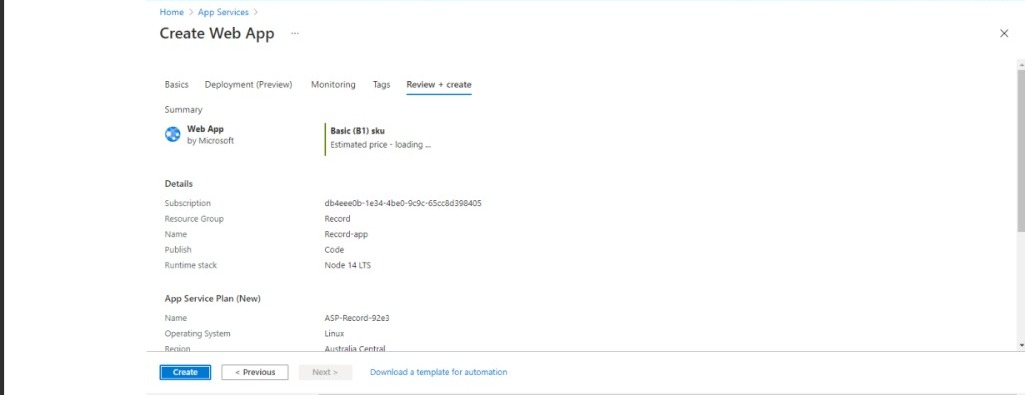 Home > App Services >
Create Web App ...
Basics Deployment (Preview) Monitoring Tags Review + create
Summary
Web App
by Microsoft
Basic (B1) sku
Estimated price - loading ...
Details
Subscription db4eee0b-1e34-4be0-9c9c-65cc8d398405
Resource Group Record
Name Record-app
Publish Code
Runtime stack Node 14 LTS
App Service Plan (New)
Name ASP-Record-92e3
Operating System Linux
Region Australia Central
Create < Previous Next > Download a template for automation